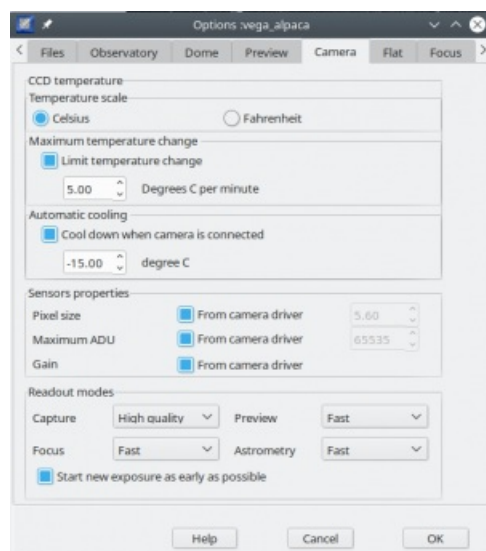 Options :vega_alpaca
Files Observatory Dome Preview Camera Flat Focus
CCD temperature
Temperature scale
Celsius Fahrenheit
Maximum temperature change
Limit temperature change
5.00 Degrees C per minute
Automatic cooling
Cool down when camera is connected
-15.00 degree C
Sensors properties
Pixel size From camera driver 5.60
Maximum ADU From camera driver 65535
Gain From camera driver
Readout modes
Capture High quality Preview Fast
Focus Fast Astrometry Fast
Start new exposure as early as possible
Help Cancel OK